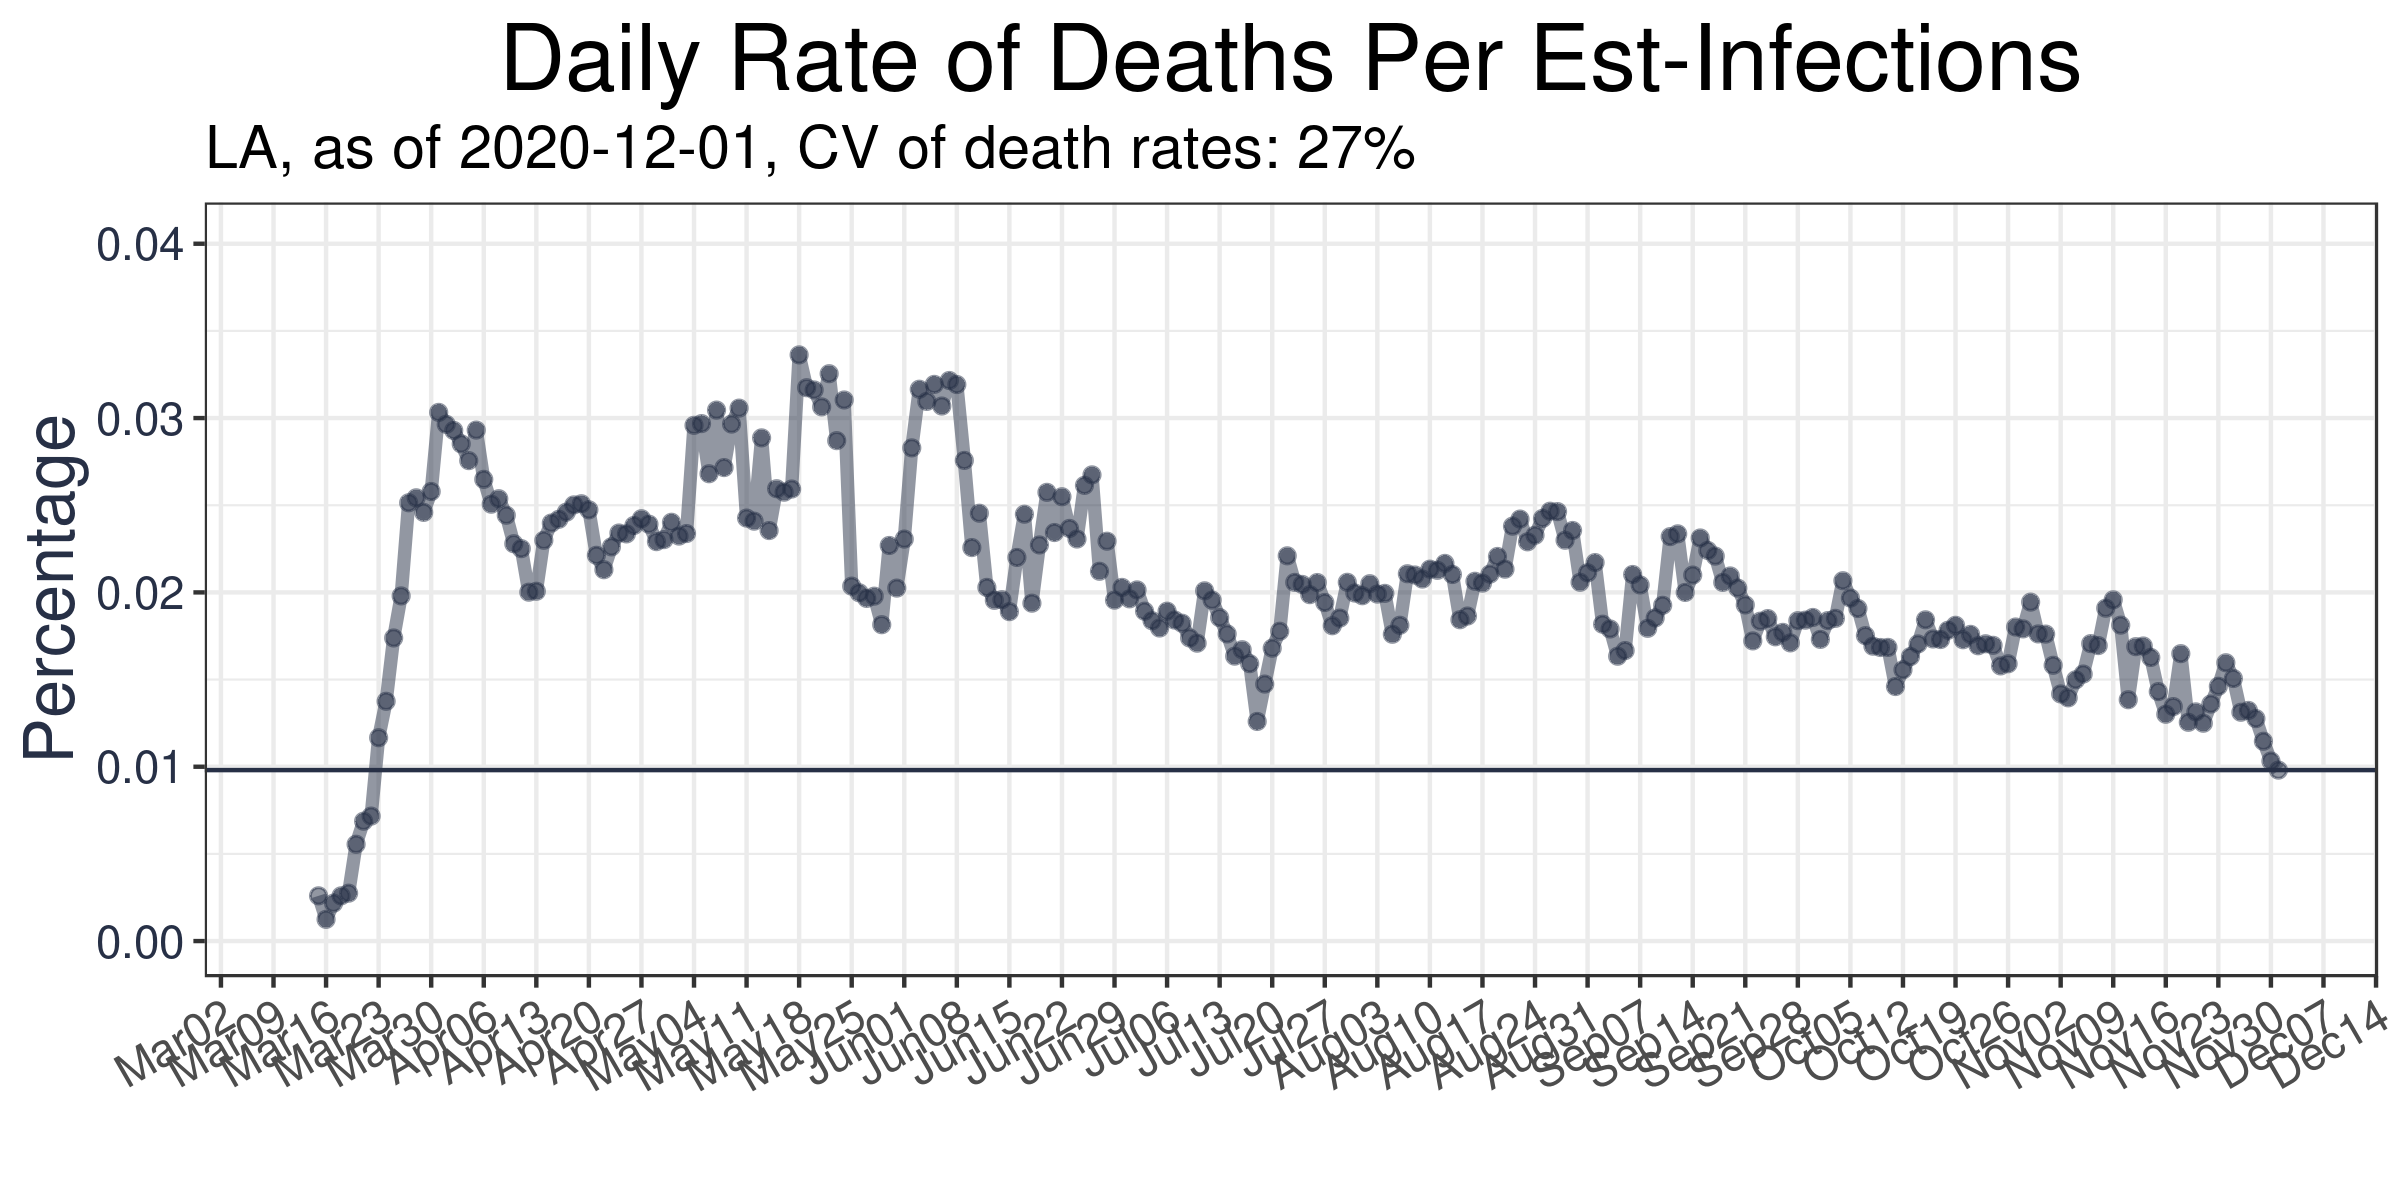 Daily Rate of Deaths Per Est-Infections
LA, as of 2020-12-01, CV of death rates: 27%
Percentage
0.04
0.03
0.02
0.01
0.00
Mar02 Mar09 Mar16 Mar23 Mar30 Apr06 Apr13 Apr20 Apr27 May04 May11 May18 May25 Jun01 Jun08 Jun15 Jun22 Jun29 Jul06 Jul13 Jul20 Jul27 Aug03 Aug10 Aug17 Aug24 Aug31 Sep07 Sep14 Sep21 Sep28 Oct05 Oct12 Oct19 Oct26 Nov02 Nov09 Nov16 Nov23 Nov30 Dec07 Dec14